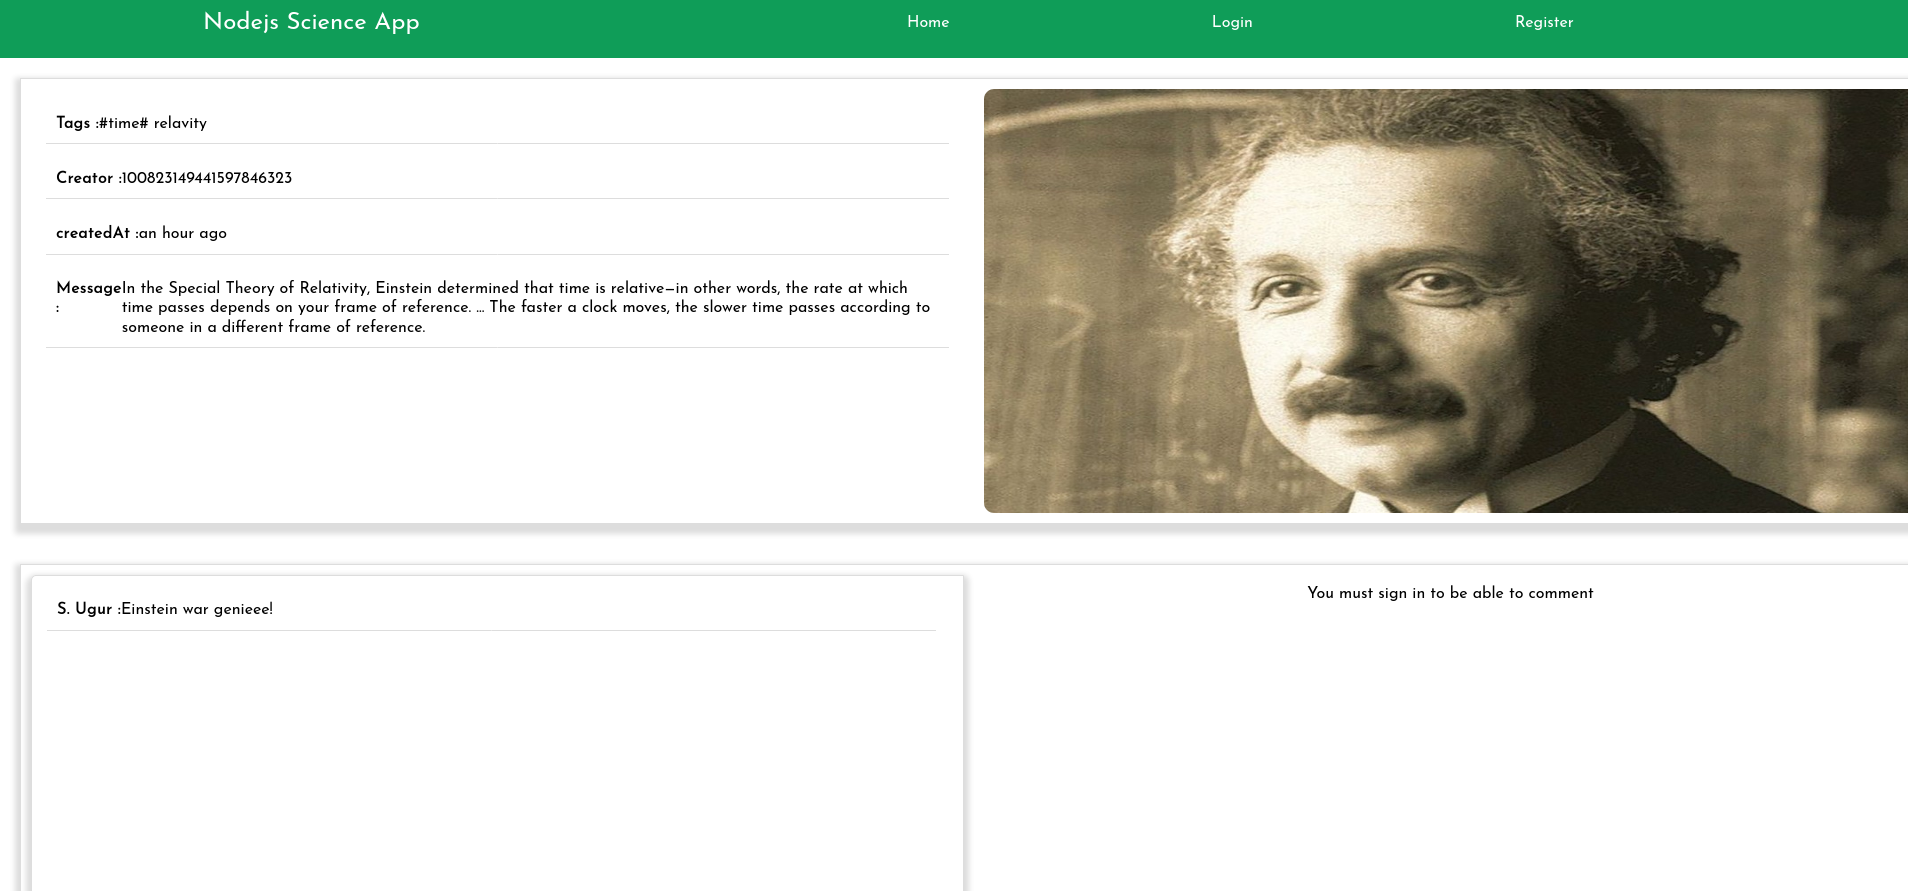 Nodejs Science App Home Login Register
Tags :#time# relavity
Creator :100823149441597846323
createdAt :an hour ago
Message : In the Special Theory of Relativity, Einstein determined that time is relative—in other words, the rate at which
time passes depends on your frame of reference. ... The faster a clock moves, the slower time passes according to
someone in a different frame of reference.
S. Ugur :Einstein war genieee!
You must sign in to be able to comment